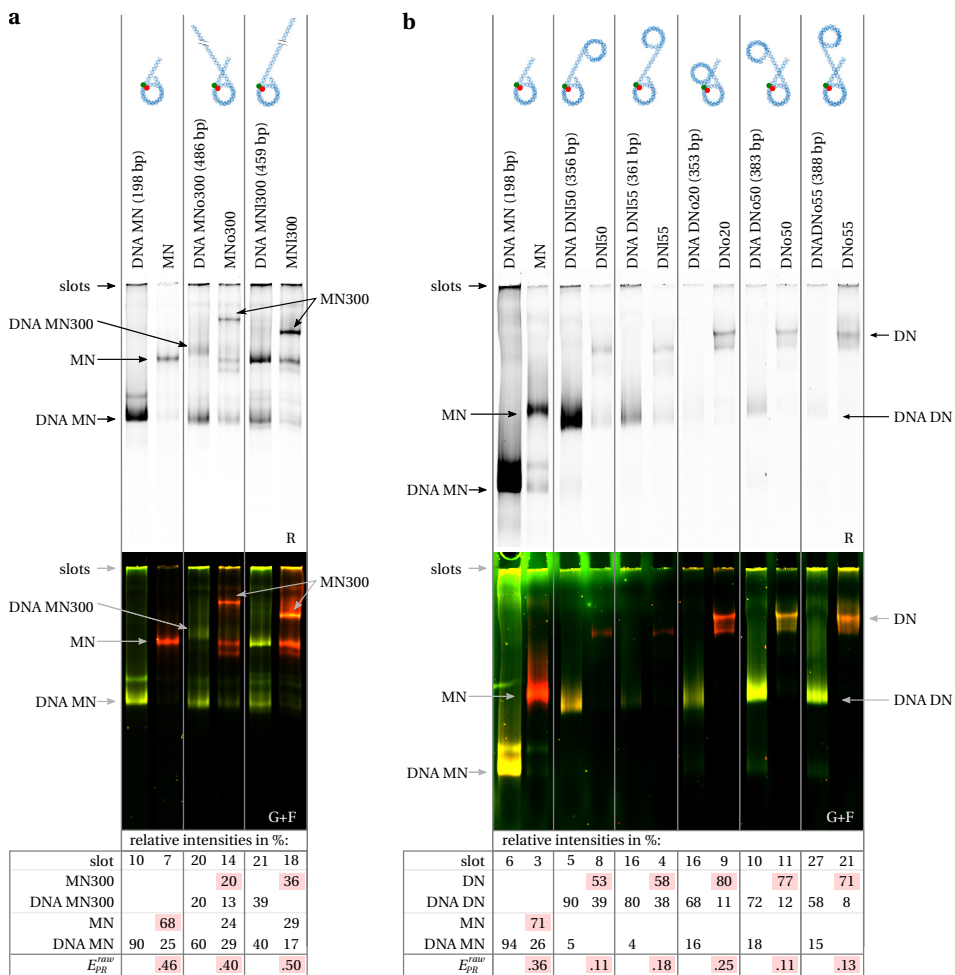 a
DNA MN (198 bp)
MN
DNA MNo300 (486 bp)
MNo300
DNA MNl300 (459 bp)
MNl300
slots
MN300
DNA MN300
MN
DNA MN
R
slots
MN300
DNA MN300
MN
DNA MN
G+F
relative intensities in %:
slot 10 7 20 14 21 18
MN300 20 36
DNA MN300 20 13 39
MN 68 24 29
DNA MN 90 25 60 29 40 17
E_PR^raw .46 .40 .50
b
DNA MN (198 bp)
MN
DNA DNl50 (356 bp)
DNl50
DNA DNl55 (361 bp)
DNl55
DNA DNo20 (353 bp)
DNo20
DNA DNo50 (383 bp)
DNo50
DNADNo55 (388 bp)
DNo55
slots
DN
MN
DNA DN
DNA MN
R
slots
DN
MN
DNA DN
DNA MN
G+F
relative intensities in %:
slot 6 3 5 8 16 4 16 9 10 11 27 21
DN 53 58 80 77 71
DNA DN 90 39 80 38 68 11 72 12 58 8
MN 71
DNA MN 94 26 5 4 16 18 15
E_PR^raw .36 .11 .18 .25 .11 .13